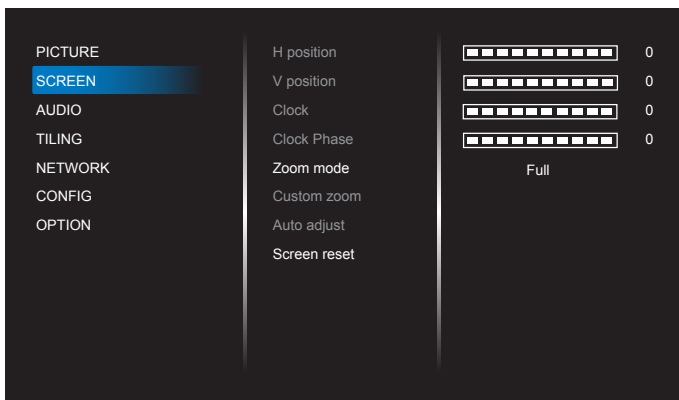 PICTURE H position 0
SCREEN V position 0
AUDIO Clock 0
TILING Clock Phase 0
NETWORK Zoom mode Full
CONFIG Custom zoom
OPTION Auto adjust
Screen reset